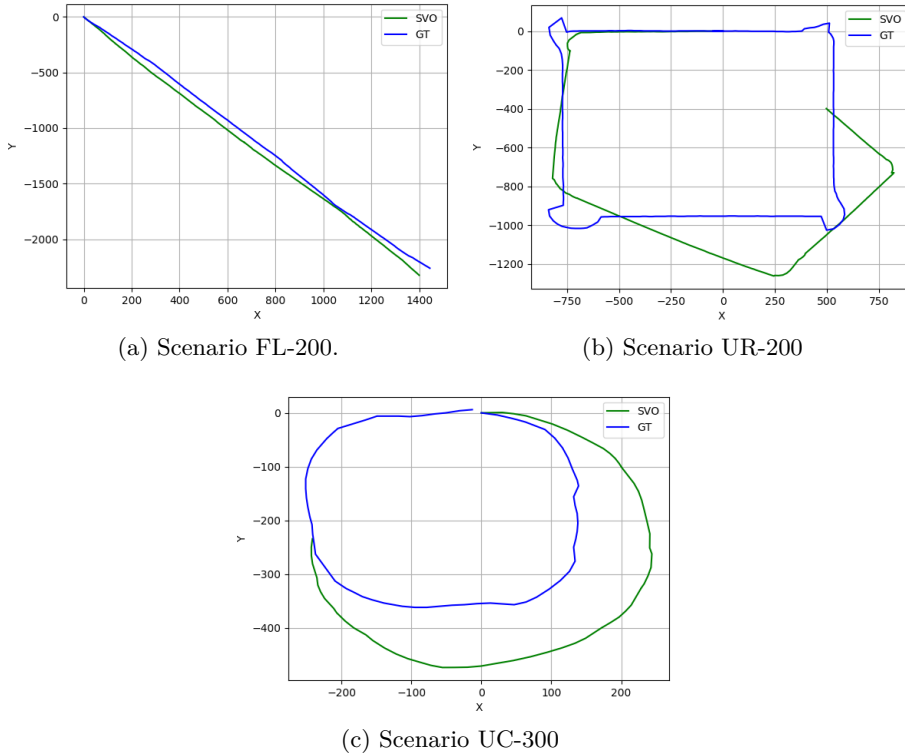 SVO
GT
0
−500
−1000
−1500
−2000
Y
0 200 400 600 800 1000 1200 1400
X
(a) Scenario FL-200.
SVO
GT
0
−200
−400
−600
−800
−1000
−1200
Y
−750 −500 −250 0 250 500 750
X
(b) Scenario UR-200
SVO
GT
0
−100
−200
−300
−400
Y
−200 −100 0 100 200
X
(c) Scenario UC-300